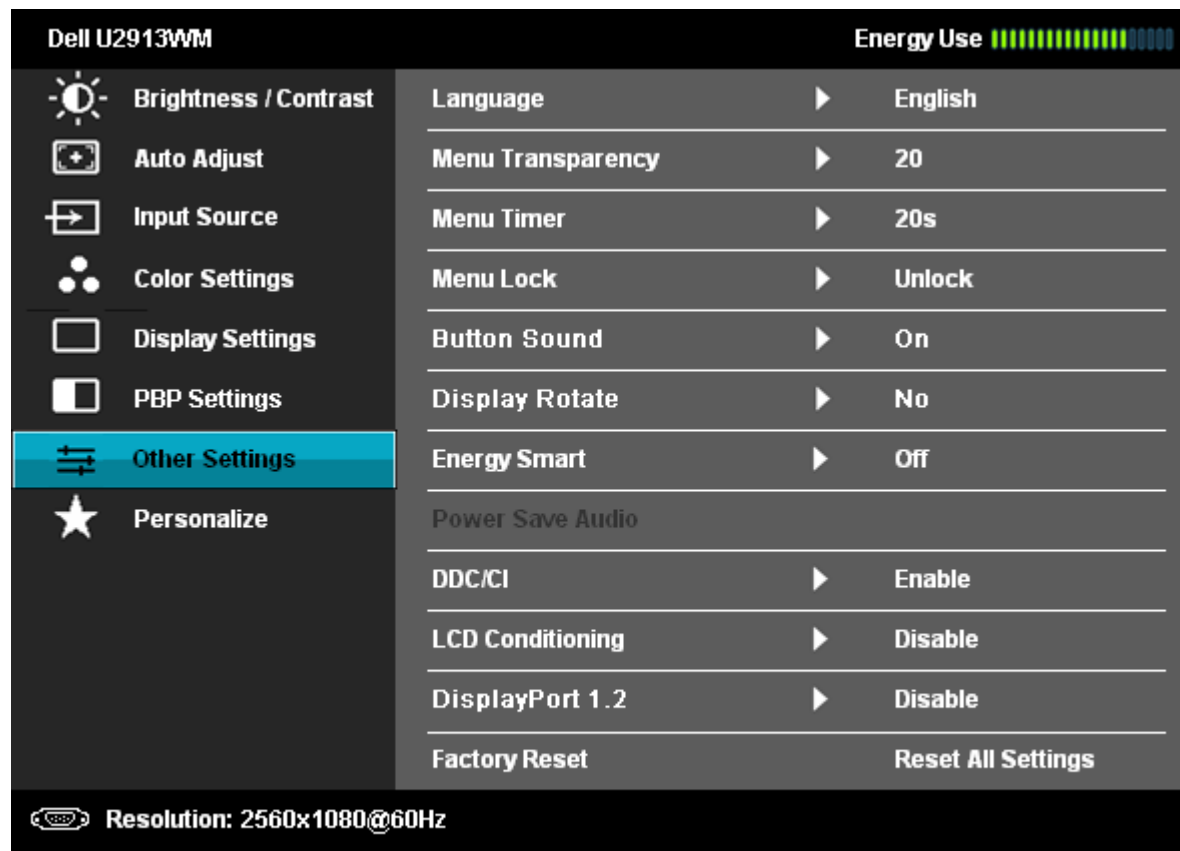 Dell U2913WM Energy Use
Brightness / Contrast
Auto Adjust
Input Source
Color Settings
Display Settings
PBP Settings
Other Settings
Personalize
Language English
Menu Transparency 20
Menu Timer 20s
Menu Lock Unlock
Button Sound On
Display Rotate No
Energy Smart Off
Power Save Audio
DDC/CI Enable
LCD Conditioning Disable
DisplayPort 1.2 Disable
Factory Reset Reset All Settings
Resolution: 2560x1080@60Hz